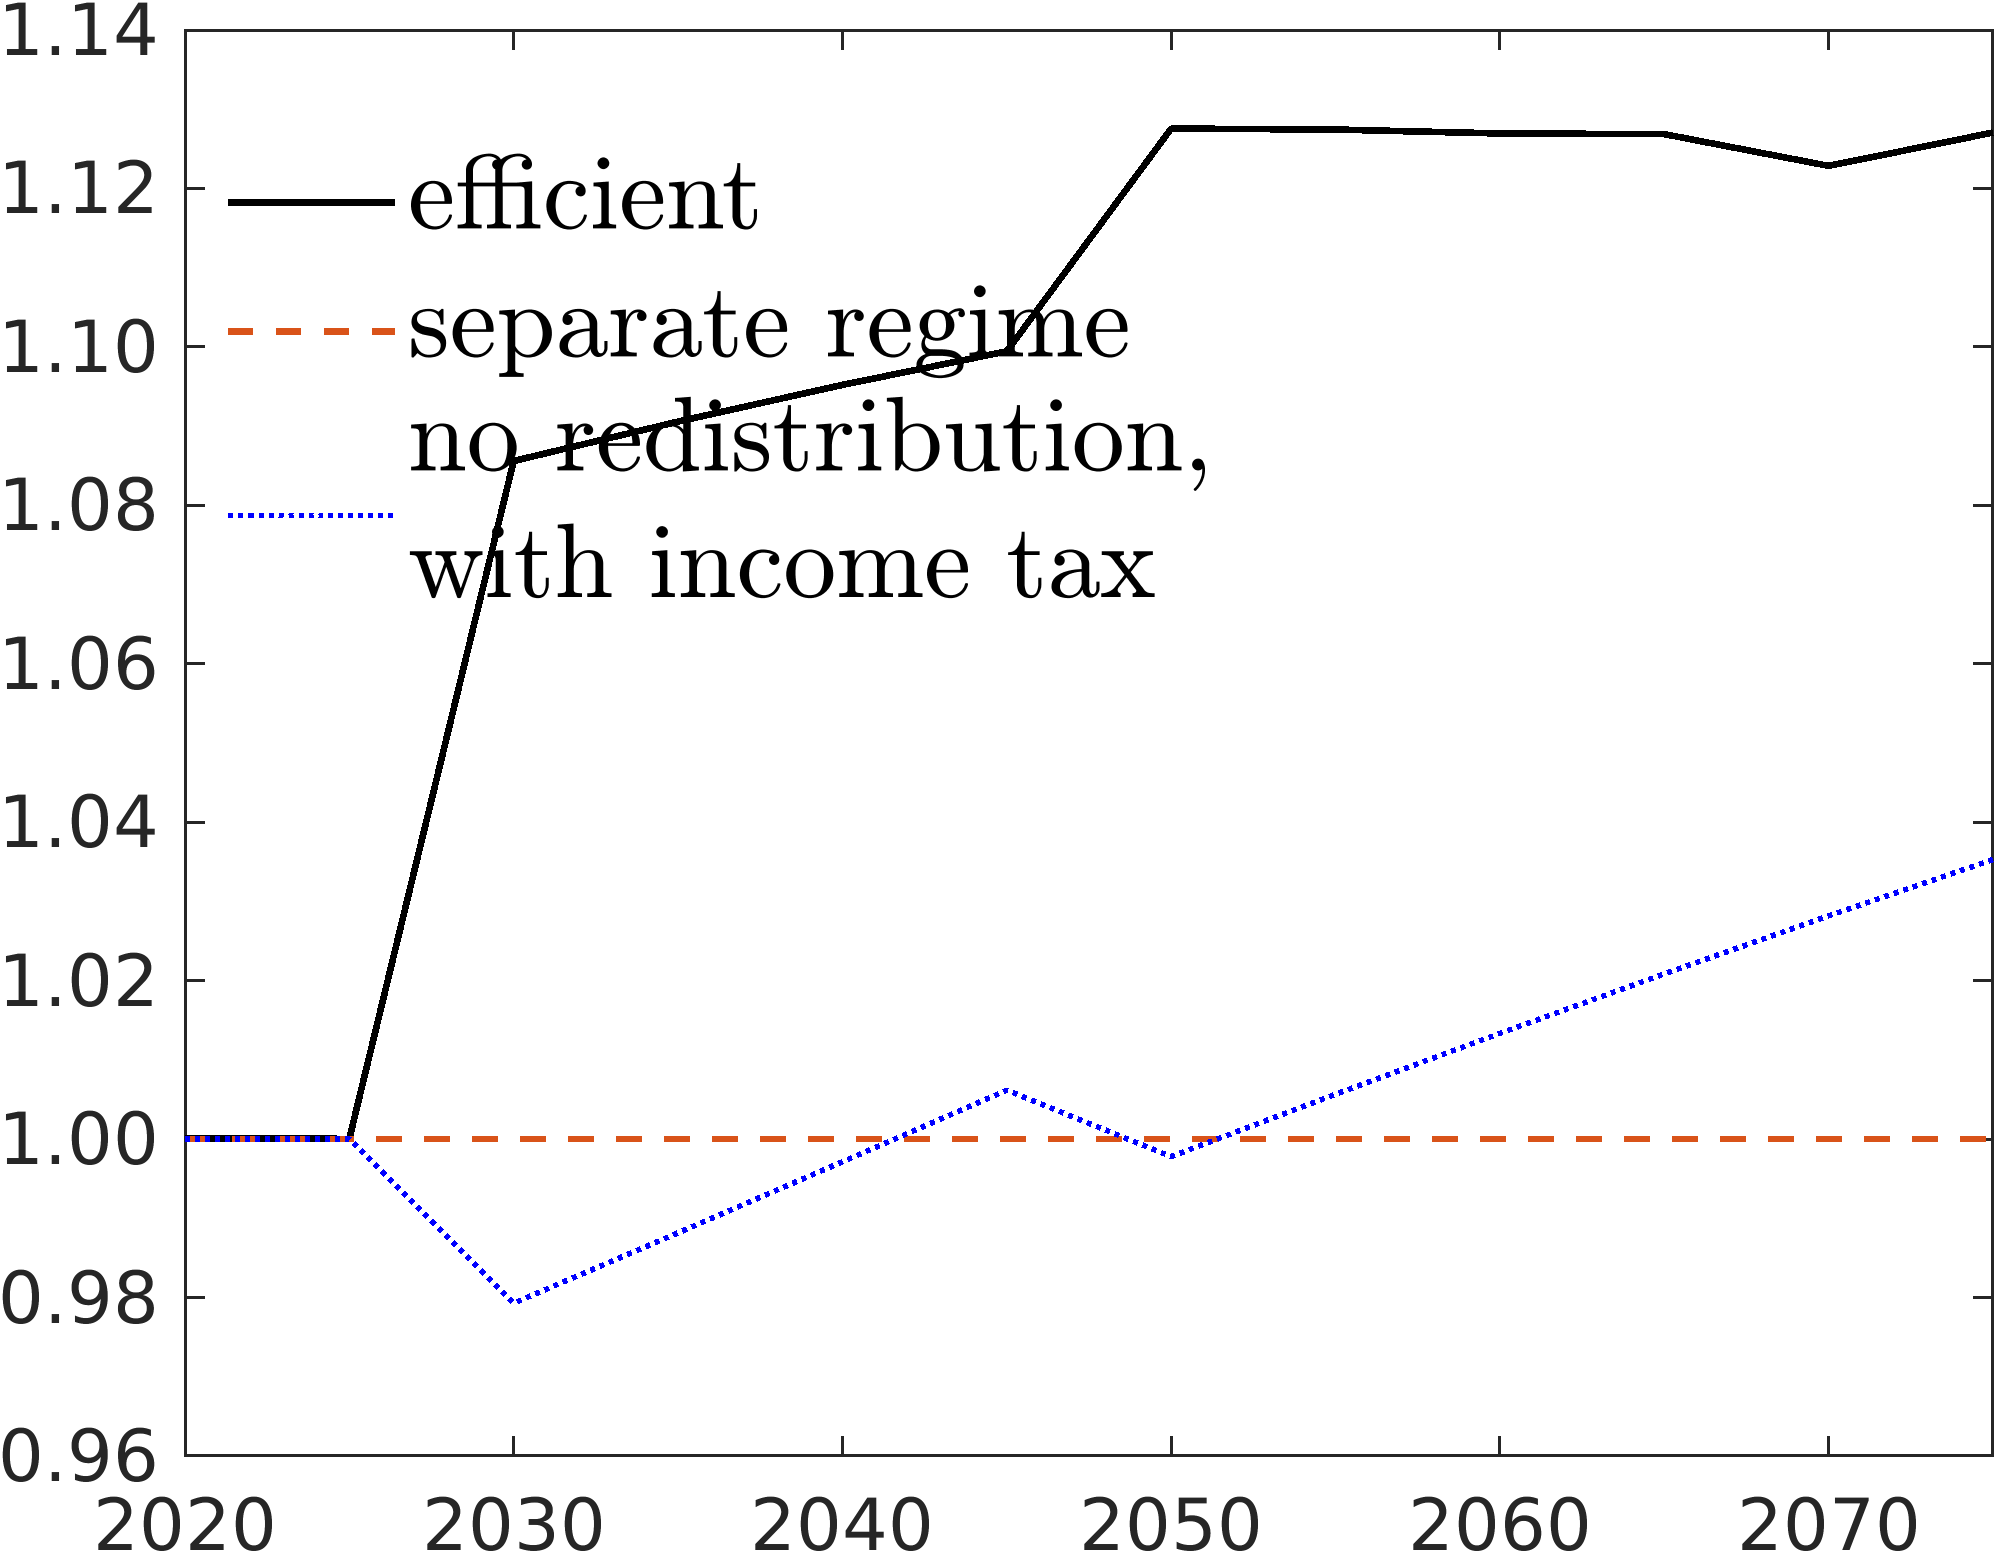 1.14
1.12
1.10
1.08
1.06
1.04
1.02
1.00
0.98
0.96
efficient
separate regime
no redistribution,
with income tax
2020 2030 2040 2050 2060 2070